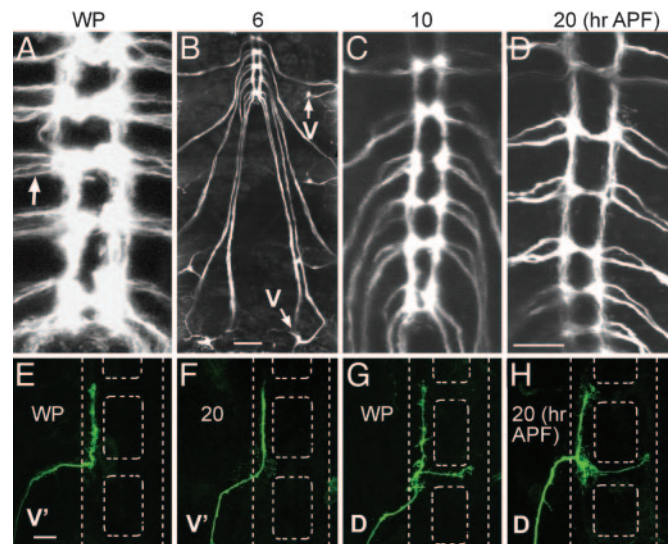 WP 6 10 20 (hr APF)
A B C D
V
V
E F G H
WP 20 WP 20 (hr
APF)
V' V' D D